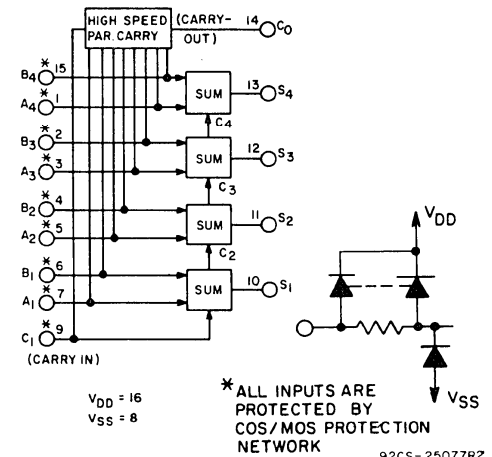 HIGH SPEED PAR. CARRY
(CARRY-OUT)
14 C0
* 15 B4
* 1 A4
SUM
13 S4
C4
* 2 B3
* 3 A3
SUM
12 S3
C3
* 4 B2
* 5 A2
SUM
11 S2
C2
* 6 B1
* 7 A1
SUM
10 S1
* 9 C1
(CARRY IN)
VDD
VSS
VDD = 16
VSS = 8
* ALL INPUTS ARE
PROTECTED BY
COS/MOS PROTECTION
NETWORK
92CS-25077R2